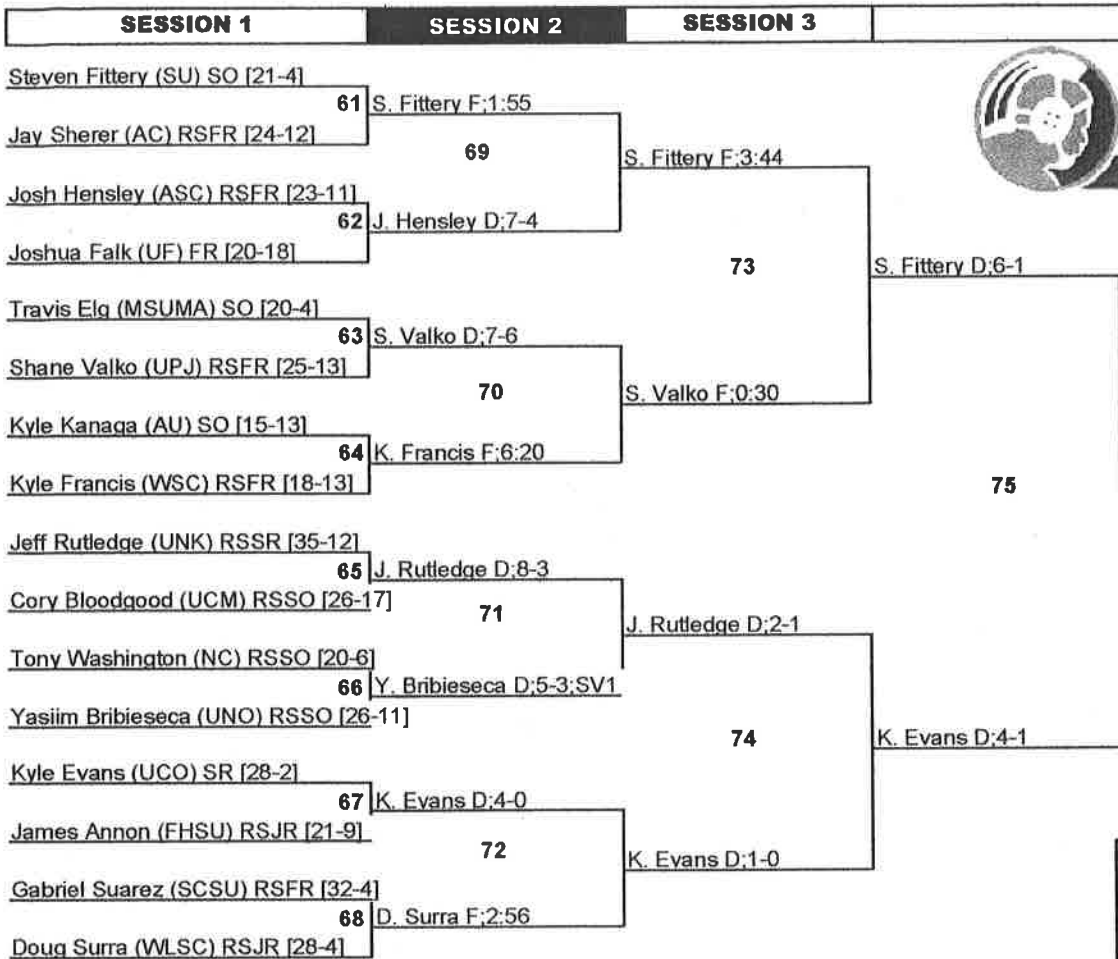 SESSION 1 SESSION 2 SESSION 3
Steven Fittery (SU) SO [21-4]
61 S. Fittery F;1:55
Jay Sherer (AC) RSFR [24-12]
69 S. Fittery F;3:44
Josh Hensley (ASC) RSFR [23-11]
62 J. Hensley D;7-4
Joshua Falk (UF) FR [20-18]
73 S. Fittery D;6-1
Travis Elg (MSUMA) SO [20-4]
63 S. Valko D;7-6
Shane Valko (UPJ) RSFR [25-13]
70 S. Valko F;0:30
Kyle Kanaga (AU) SO [15-13]
64 K. Francis F;6:20
Kyle Francis (WSC) RSFR [18-13]
75
Jeff Rutledge (UNK) RSSR [35-12]
65 J. Rutledge D;8-3
Cory Bloodgood (UCM) RSSO [26-17]
71 J. Rutledge D;2-1
Tony Washington (NC) RSSO [20-6]
66 Y. Bribieseca D;5-3;SV1
Yasiim Bribieseca (UNO) RSSO [26-11]
74 K. Evans D;4-1
Kyle Evans (UCO) SR [28-2]
67 K. Evans D;4-0
James Annon (FHSU) RSJR [21-9]
72 K. Evans D;1-0
Gabriel Suarez (SCSU) RSFR [32-4]
68 D. Surra F;2:56
Doug Surra (WLSC) RSJR [28-4]